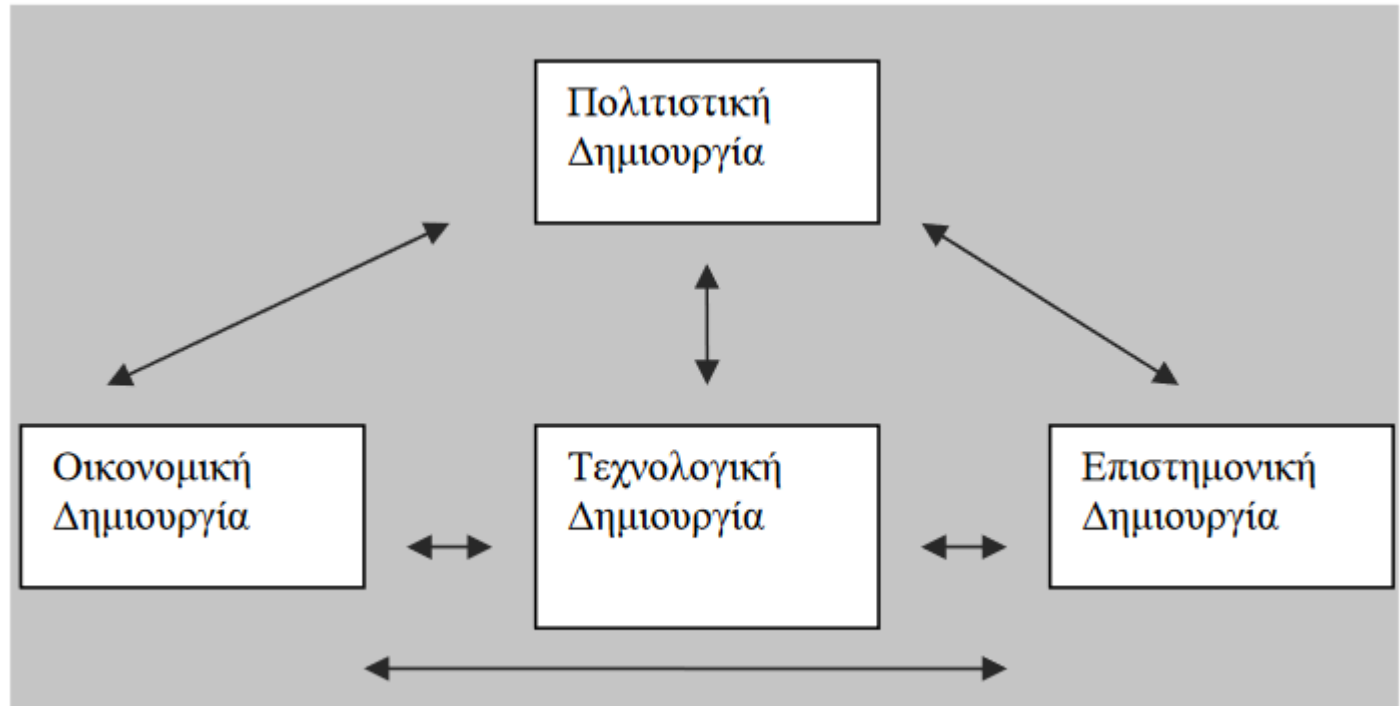 Πολιτιστική
Δημιουργία
Οικονομική
Δημιουργία
Τεχνολογική
Δημιουργία
Επιστημονική
Δημιουργία